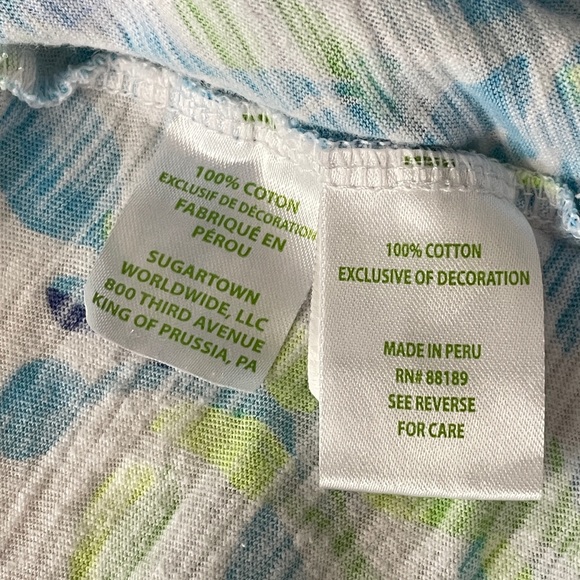 100% COTON
EXCLUSIF DE DECORATION
FABRIQUÉ EN
PÉROU
SUGARTOWN
WORLDWIDE, LLC
800 THIRD AVENUE
KING OF PRUSSIA, PA
100% COTTON
EXCLUSIVE OF DECORATION
MADE IN PERU
RN# 88189
SEE REVERSE
FOR CARE